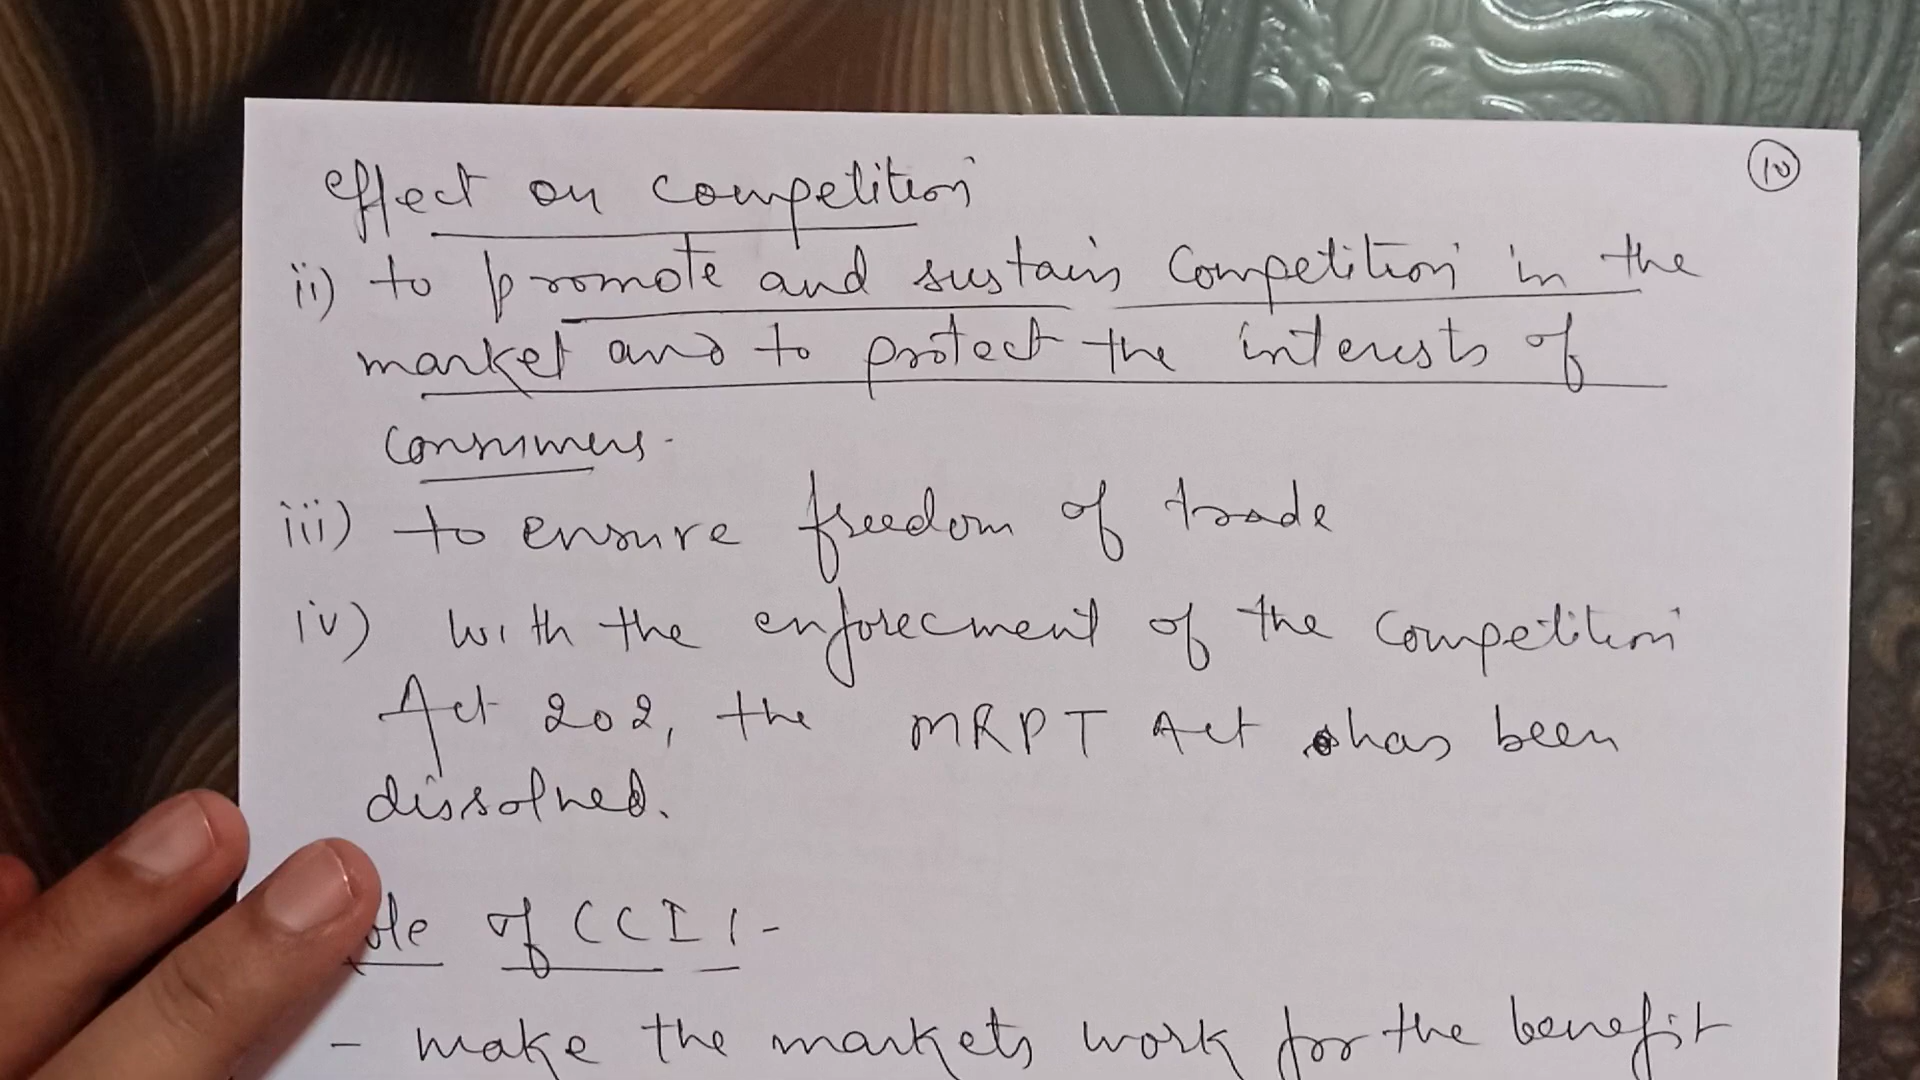 10
effect on competition
ii) to promote and sustain competition in the
market and to protect the interests of
consumers.
iii) to ensure freedom of trade
iv) with the enforecment of the competition
Act 202, the MRPT Act has been
dissolved.
ole of CCI :-
- make the markets work for the benefit